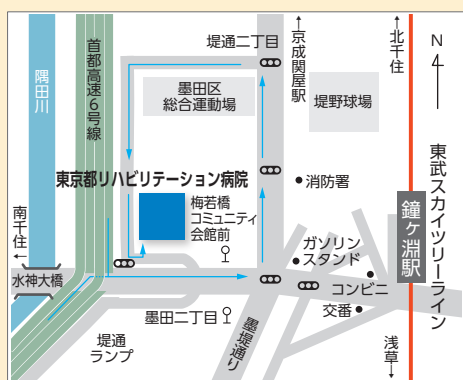 首都高速6号線
隅田川
南千住
水神大橋
堤通
ランプ
堤通二丁目
墨田区
総合運動場
東京都リハビリテーション病院
梅若橋
コミュニティ
会館前
墨田二丁目
墨堤通り
京成関屋駅
堤野球場
消防署
ガソリン
スタンド
コンビニ
交番
北千住
N
東武スカイツリーライン
鐘ヶ淵駅
浅草